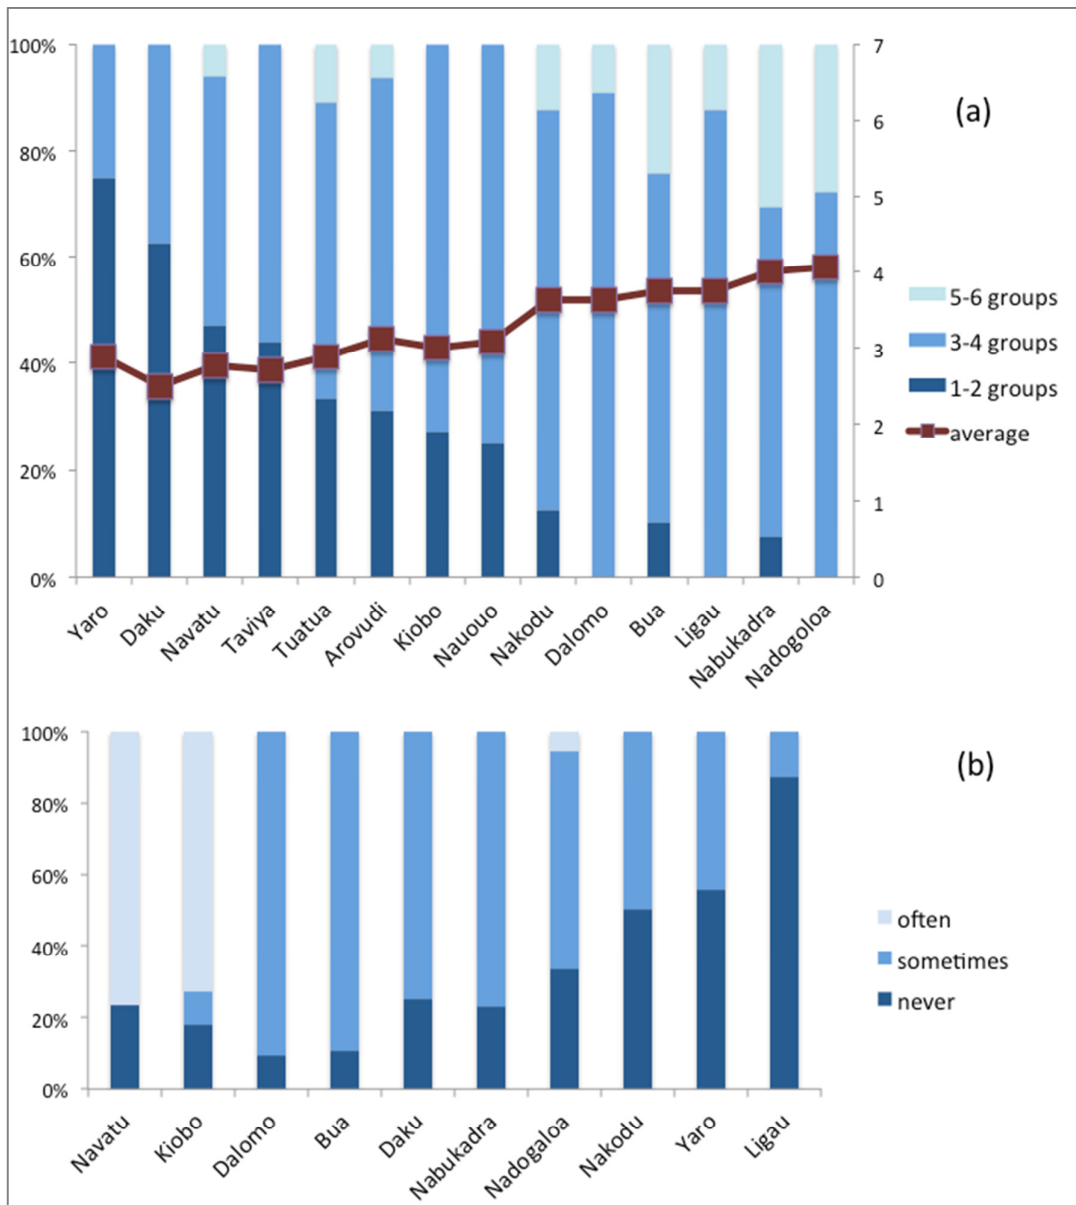 100%
80%
60%
40%
20%
0%
7
6
5
4
3
2
1
0
(a)
5-6 groups
3-4 groups
1-2 groups
average
Yaro
Daku
Navatu
Taviya
Tuatua
Arovudi
Kiobo
Nauouo
Nakodu
Dalomo
Bua
Ligau
Nabukadra
Nadogoloa
100%
80%
60%
40%
20%
0%
(b)
often
sometimes
never
Navatu
Kiobo
Dalomo
Bua
Daku
Nabukadra
Nadogaloa
Nakodu
Yaro
Ligau